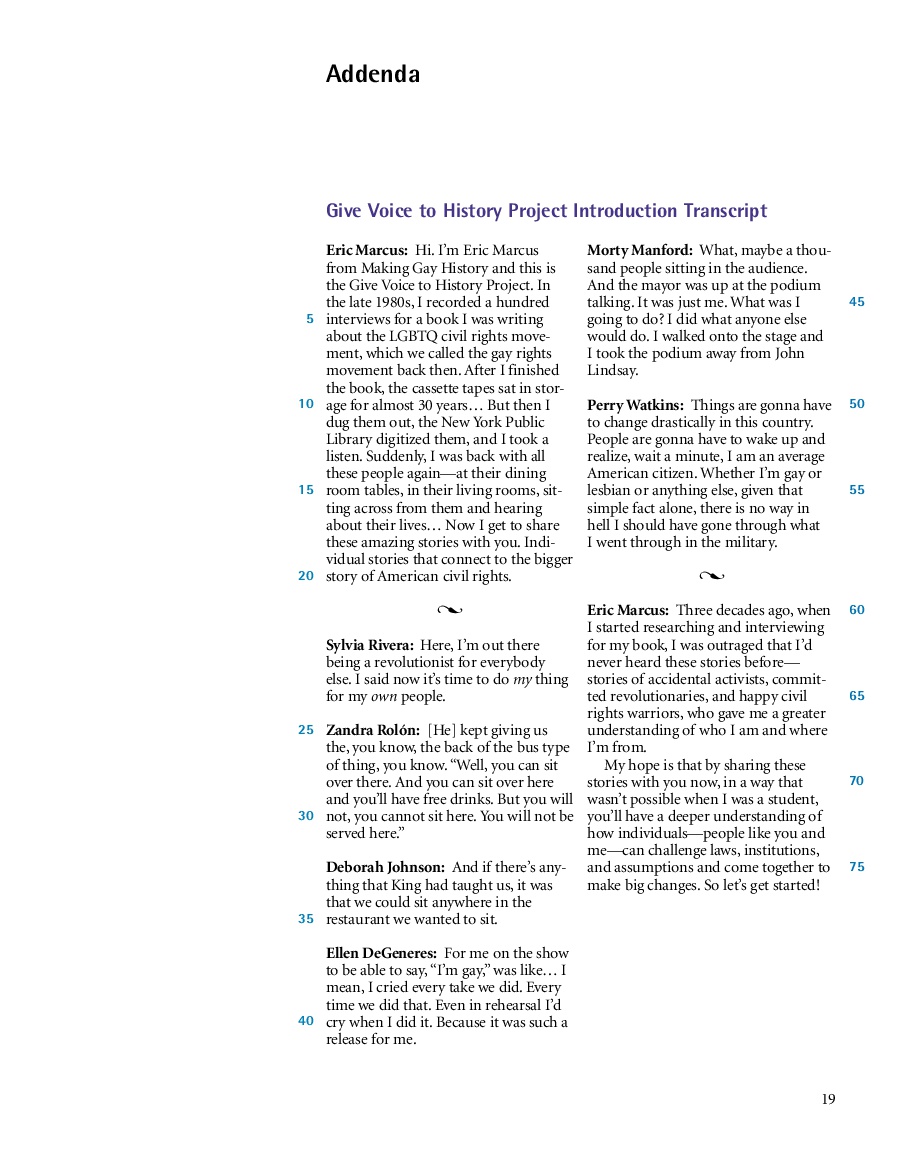 Addenda
Give Voice to History Project Introduction Transcript
Eric Marcus: Hi. I'm Eric Marcus
from Making Gay History and this is
the Give Voice to History Project. In
the late 1980s, I recorded a hundred
5 interviews for a book I was writing
about the LGBTQ civil rights move-
ment, which we called the gay rights
movement back then. After I finished
the book, the cassette tapes sat in stor-
10 age for almost 30 years… But then I
dug them out, the New York Public
Library digitized them, and I took a
listen. Suddenly, I was back with all
these people again—at their dining
15 room tables, in their living rooms, sit-
ting across from them and hearing
about their lives… Now I get to share
these amazing stories with you. Indi-
vidual stories that connect to the bigger
20 story of American civil rights.
Sylvia Rivera: Here, I'm out there
being a revolutionist for everybody
else. I said now it's time to do my thing
for my own people.
25 Zandra Rolón: [He] kept giving us
the, you know, the back of the bus type
of thing, you know. “Well, you can sit
over there. And you can sit over here
and you'll have free drinks. But you will
30 not, you cannot sit here. You will not be
served here.”
Deborah Johnson: And if there's any-
thing that King had taught us, it was
that we could sit anywhere in the
35 restaurant we wanted to sit.
Ellen DeGeneres: For me on the show
to be able to say, “I'm gay,” was like… I
mean, I cried every take we did. Every
time we did that. Even in rehearsal I'd
40 cry when I did it. Because it was such a
release for me.
Morty Manford: What, maybe a thou-
sand people sitting in the audience.
And the mayor was up at the podium
talking. It was just me. What was I 45
going to do? I did what anyone else
would do. I walked onto the stage and
I took the podium away from John
Lindsay.
Perry Watkins: Things are gonna have 50
to change drastically in this country.
People are gonna have to wake up and
realize, wait a minute, I am an average
American citizen. Whether I'm gay or
lesbian or anything else, given that 55
simple fact alone, there is no way in
hell I should have gone through what
I went through in the military.
Eric Marcus: Three decades ago, when 60
I started researching and interviewing
for my book, I was outraged that I'd
never heard these stories before—
stories of accidental activists, commit-
ted revolutionaries, and happy civil 65
rights warriors, who gave me a greater
understanding of who I am and where
I'm from.
My hope is that by sharing these
stories with you now, in a way that 70
wasn't possible when I was a student,
you'll have a deeper understanding of
how individuals—people like you and
me—can challenge laws, institutions,
and assumptions and come together to 75
make big changes. So let's get started!
19